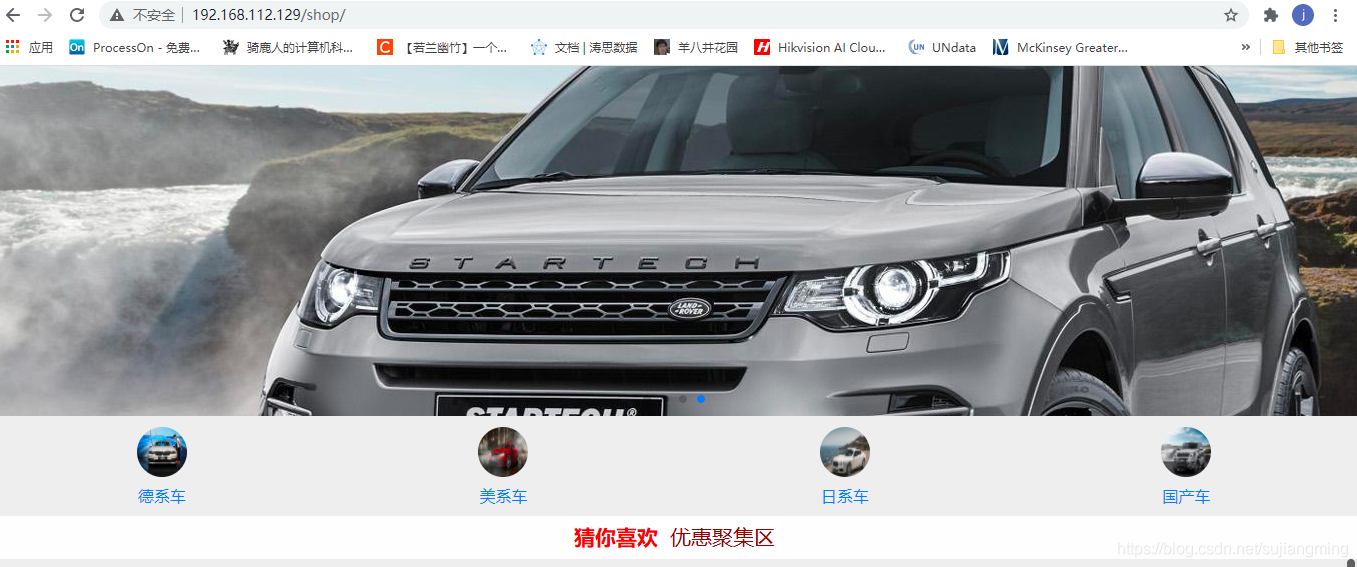 不安全 192.168.112.129/shop/
j
应用 On ProcessOn - 免费... 骑鹿人的计算机科... C 【若兰幽竹】一个... 文档 | 涛思数据 羊八井花园 H Hikvision AI Clou... UN UNdata McKinsey Greater... » 其他书签
STARTECH
LAND-ROVER
STARTECH®
德系车 美系车 日系车 国产车
猜你喜欢 优惠聚集区
https://blog.csdn.net/sujiangming